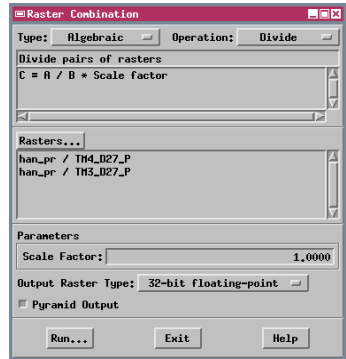 Raster Combination
Type: Algebraic Operation: Divide
Divide pairs of rasters
C = A / B * Scale factor
Rasters...
han_pr / TM4_D27_P
han_pr / TM3_D27_P
Parameters
Scale Factor: 1.0000
Output Raster Type: 32-bit floating-point
Pyramid Output
Run... Exit Help